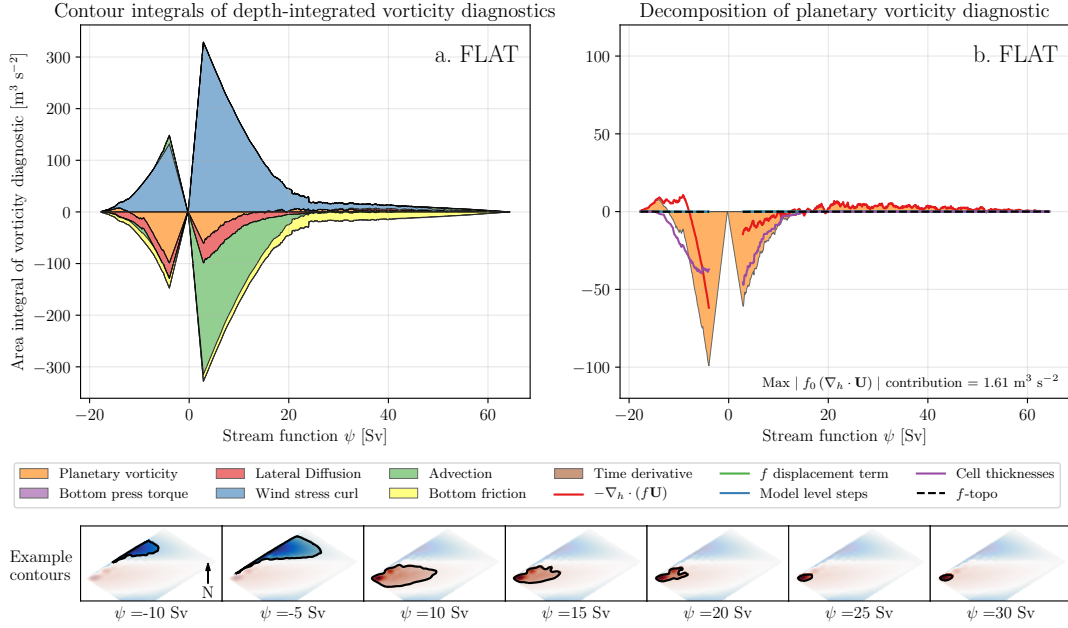 Contour integrals of depth-integrated vorticity diagnostics
Decomposition of planetary vorticity diagnostic
a. FLAT
b. FLAT
Area integral of vorticity diagnostic [m³ s⁻²]
300
200
100
0
−100
−200
−300
100
50
0
−50
−100
Max | f₀ (∇ₕ · U) | contribution = 1.61 m³ s⁻²
−20 0 20 40 60
−20 0 20 40 60
Stream function ψ [Sv]
Stream function ψ [Sv]
Planetary vorticity Lateral Diffusion Advection Time derivative f displacement term Cell thicknesses
Bottom press torque Wind stress curl Bottom friction −∇ₕ · (fU) Model level steps f-topo
Example
contours
N
ψ =-10 Sv ψ =-5 Sv ψ =10 Sv ψ =15 Sv ψ =20 Sv ψ =25 Sv ψ =30 Sv